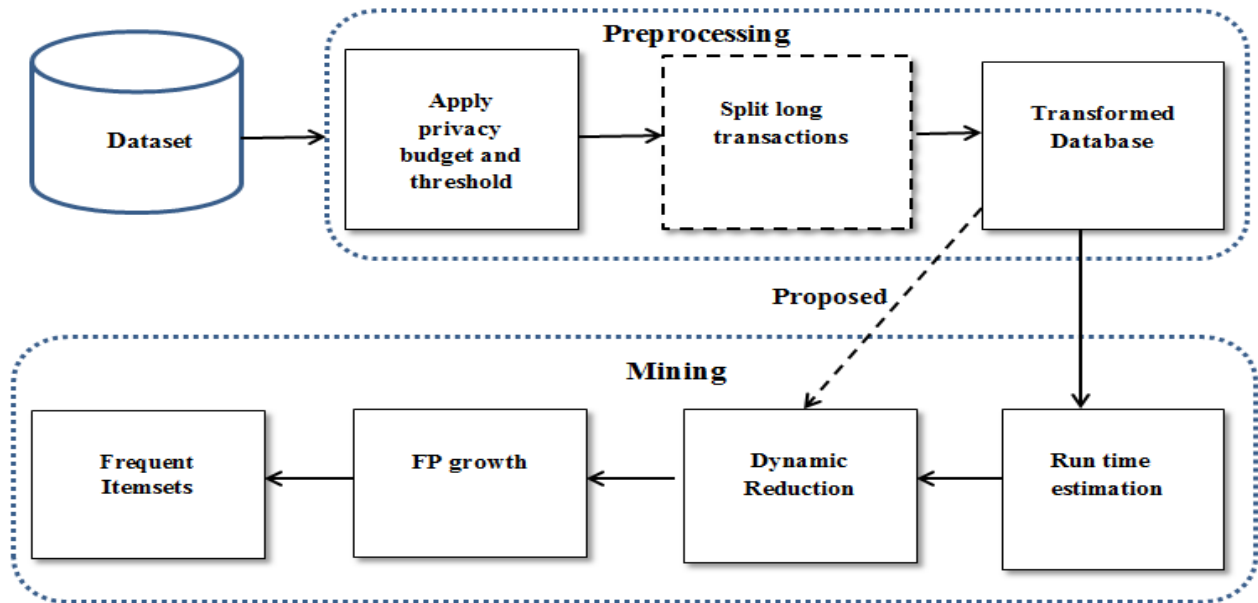 Preprocessing
Dataset
Apply
privacy
budget and
threshold
Split long
transactions
Transformed
Database
Proposed
Mining
Frequent
Itemsets
FP growth
Dynamic
Reduction
Run time
estimation